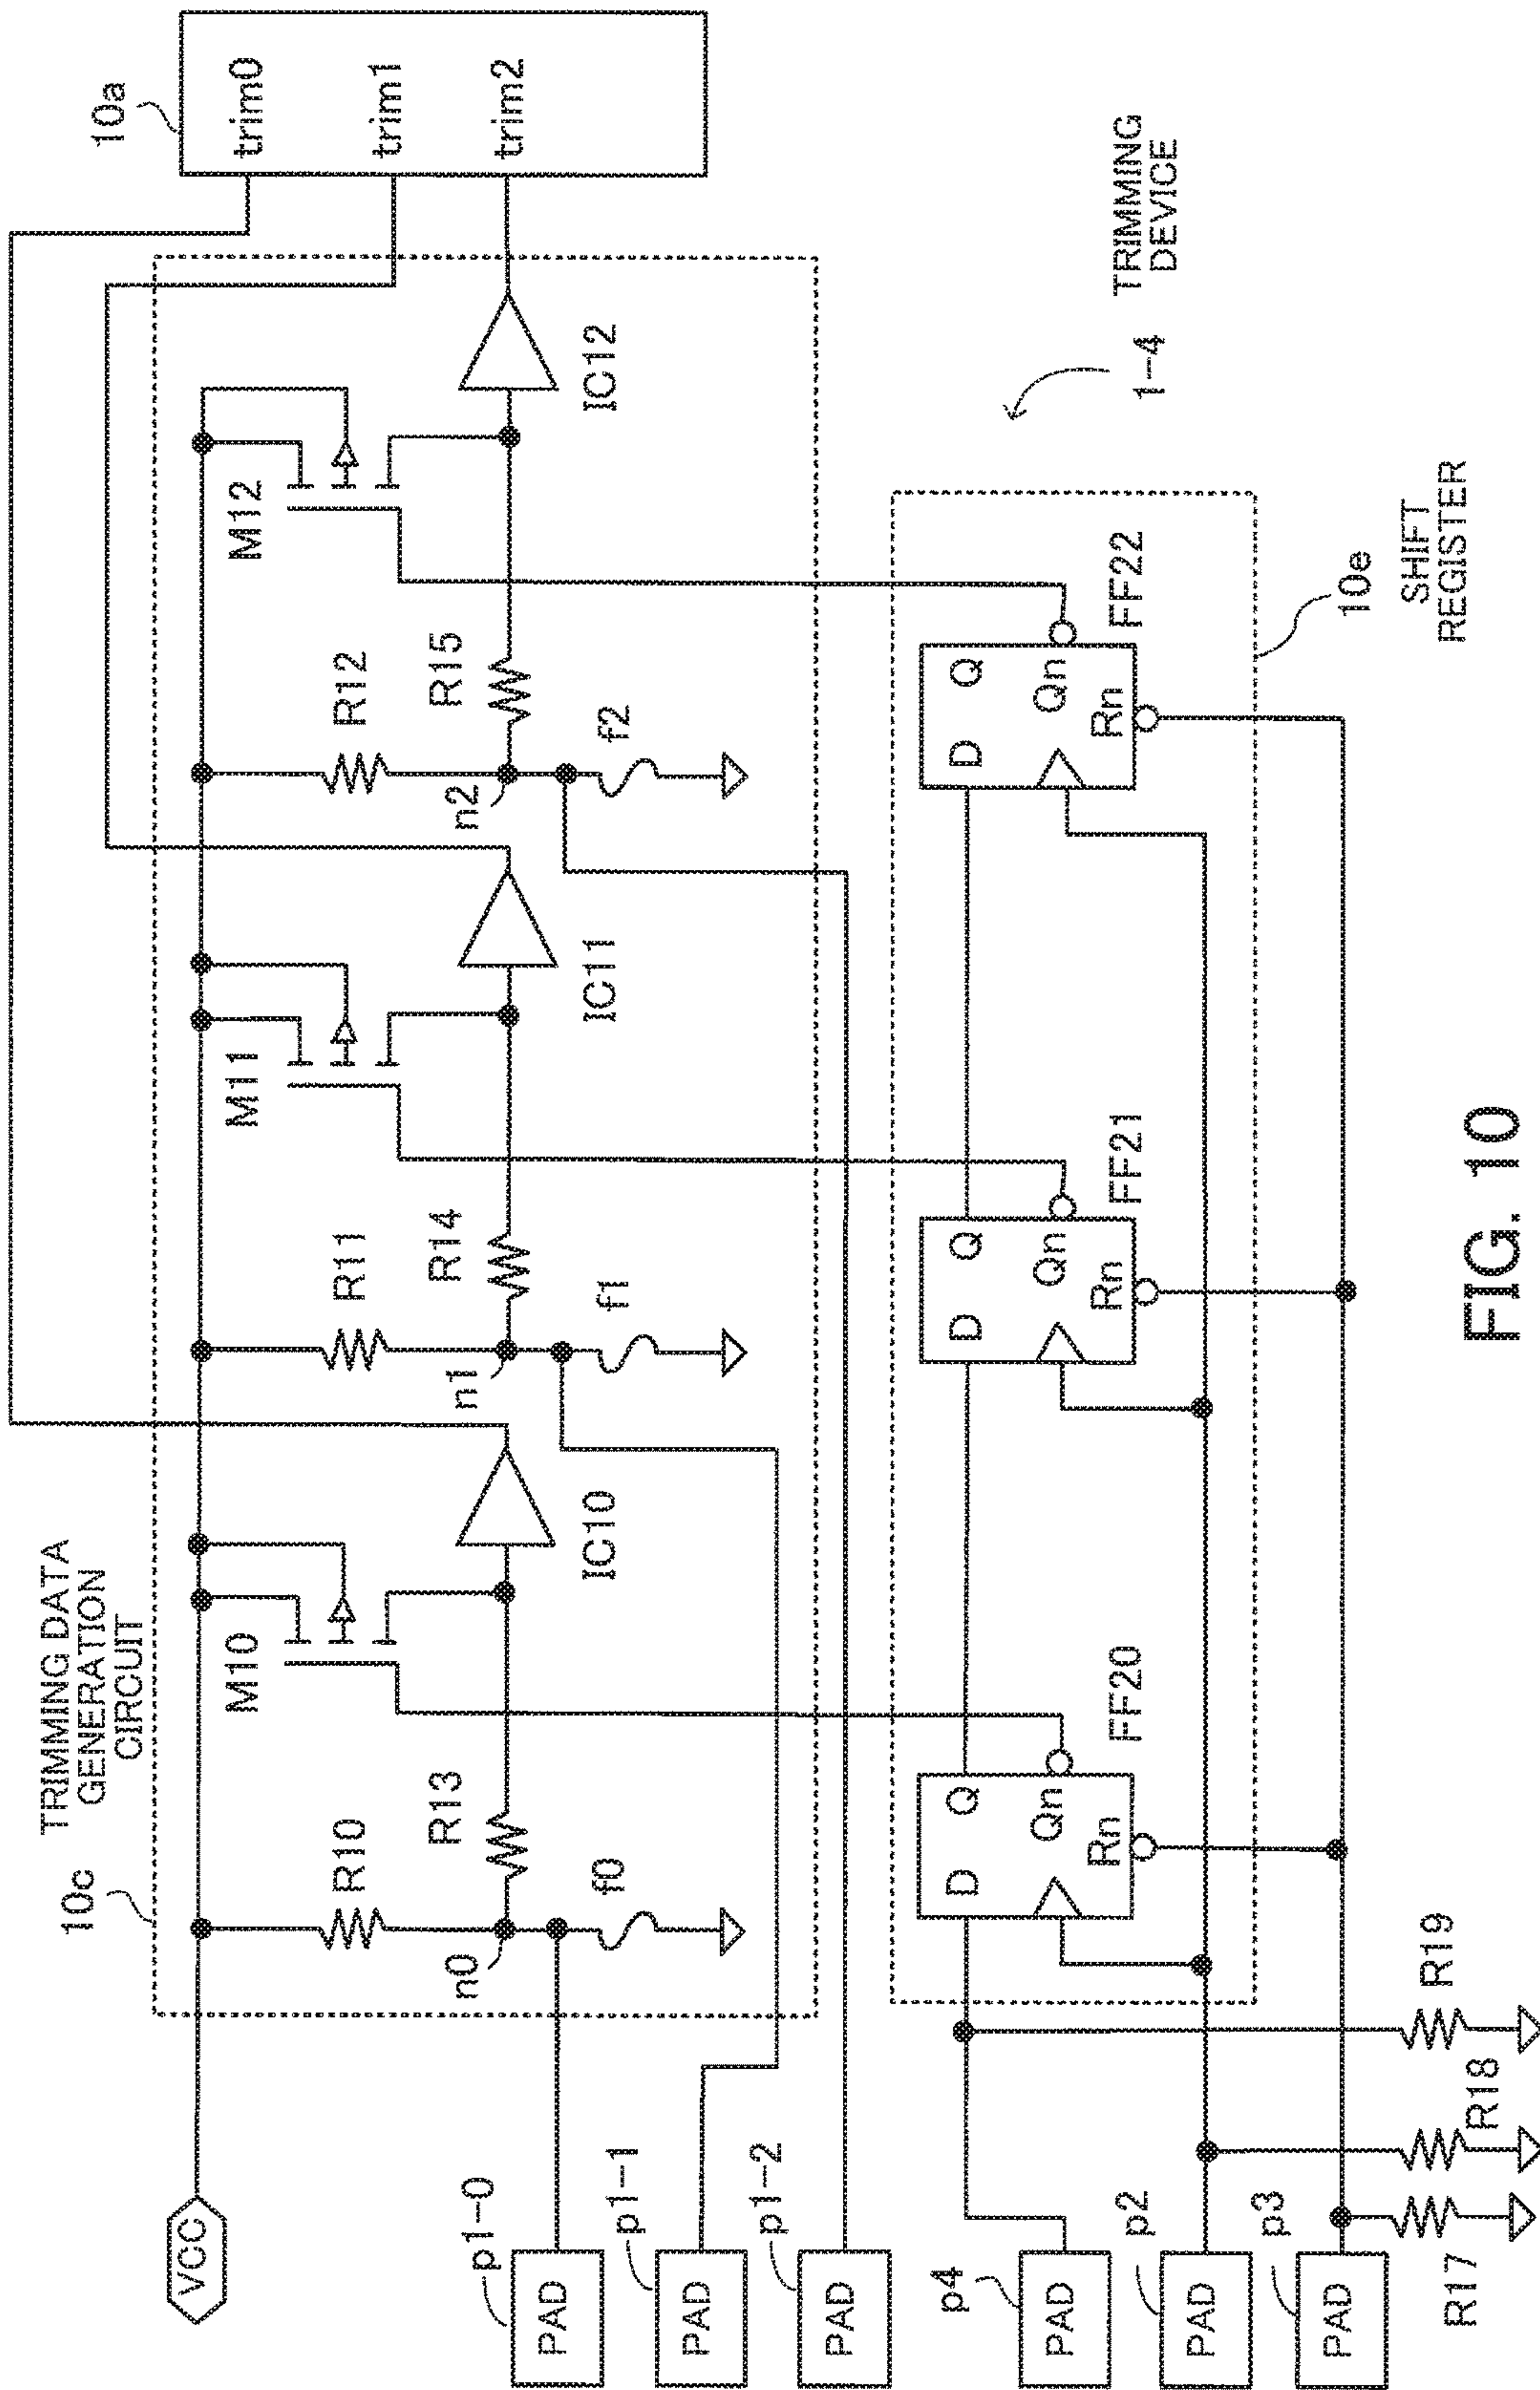 10a
trim0
trim1
trim2
TRIMMING DATA
GENERATION
CIRCUIT
10c
VCC
R10
M10
R11
M11
R12
M12
R13
R14
R15
n0
n1
n2
f0
f1
f2
IC10
IC11
IC12
p1-0
PAD
p1-1
PAD
p1-2
PAD
TRIMMING
DEVICE
1-4
p4
PAD
p2
PAD
p3
PAD
D
Q
Qn
Rn
FF20
D
Q
Qn
Rn
FF21
D
Q
Qn
Rn
FF22
10e
SHIFT
REGISTER
R17
R18
R19
FIG. 10